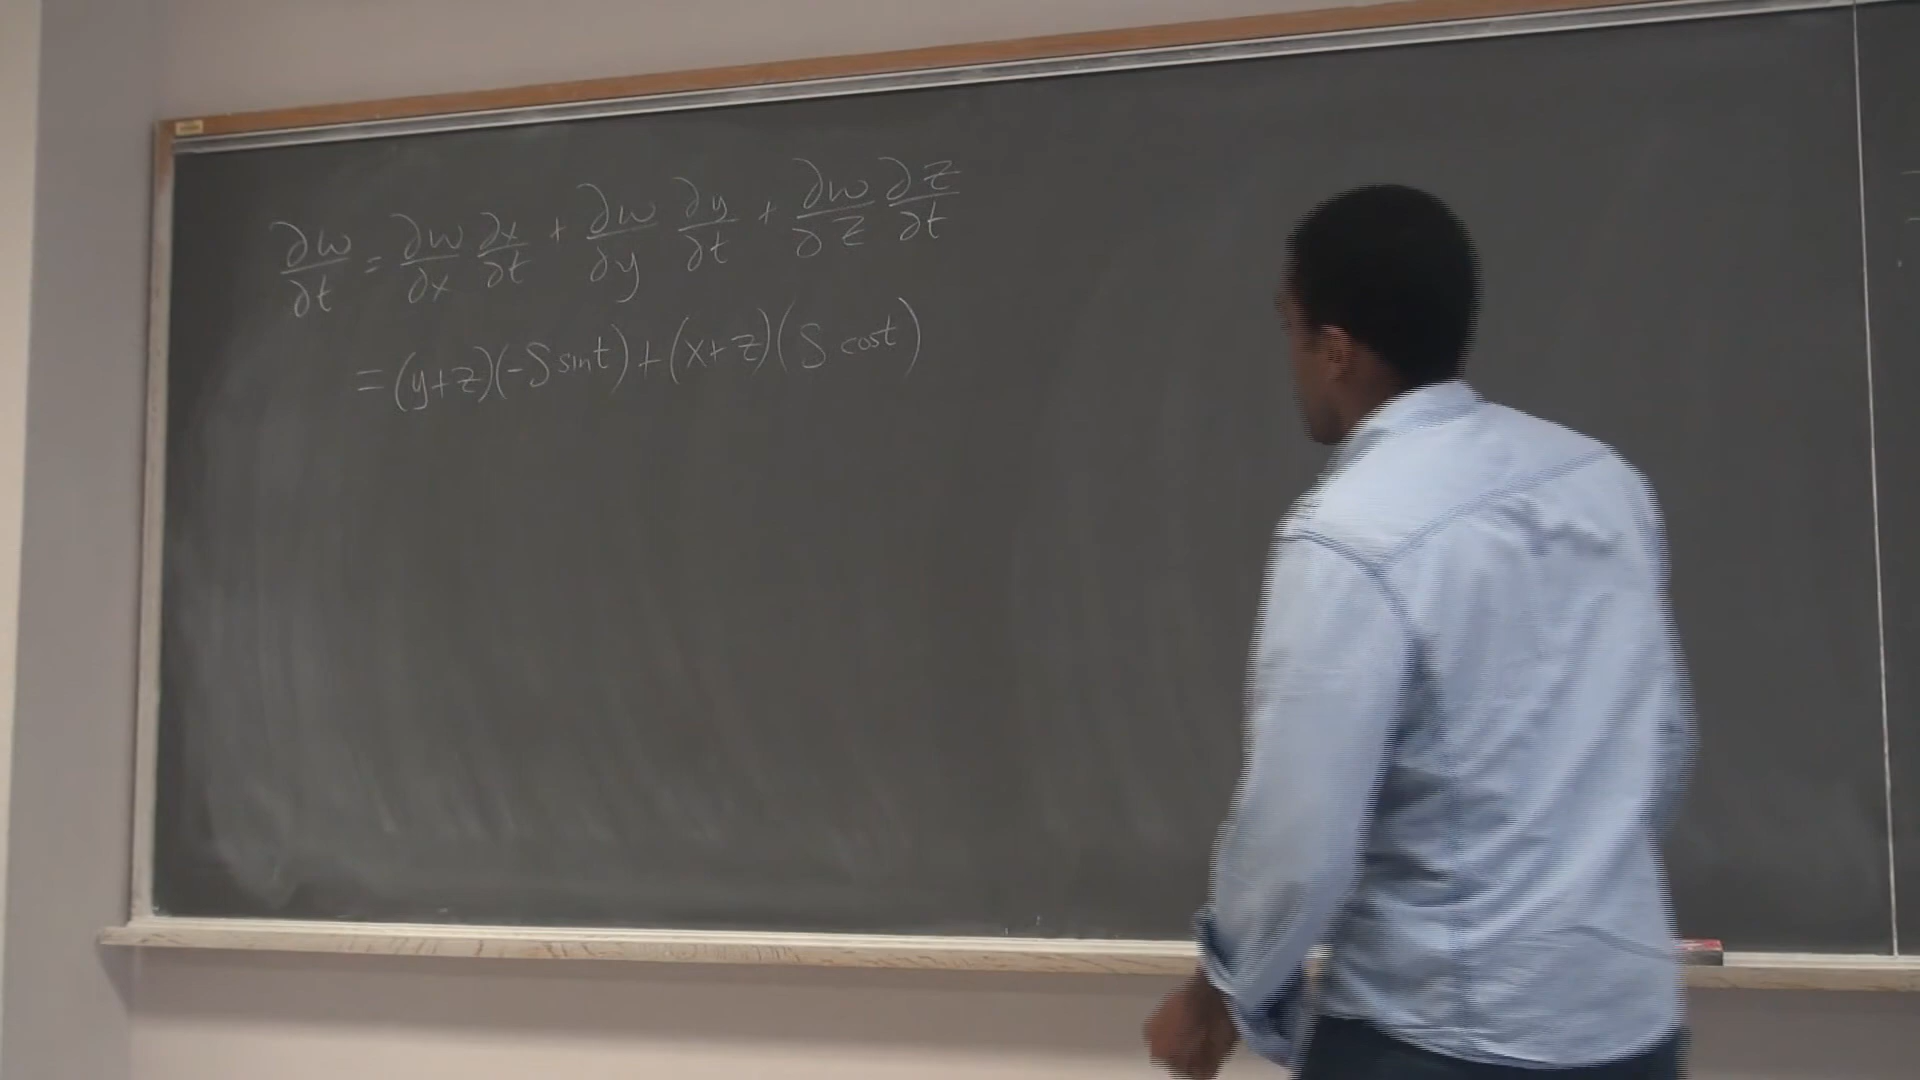 ∂w/∂t = ∂w/∂x ∂x/∂t + ∂w/∂y ∂y/∂t + ∂w/∂z ∂z/∂t
= (y+z)(-S sint) + (x+z)(S cost)